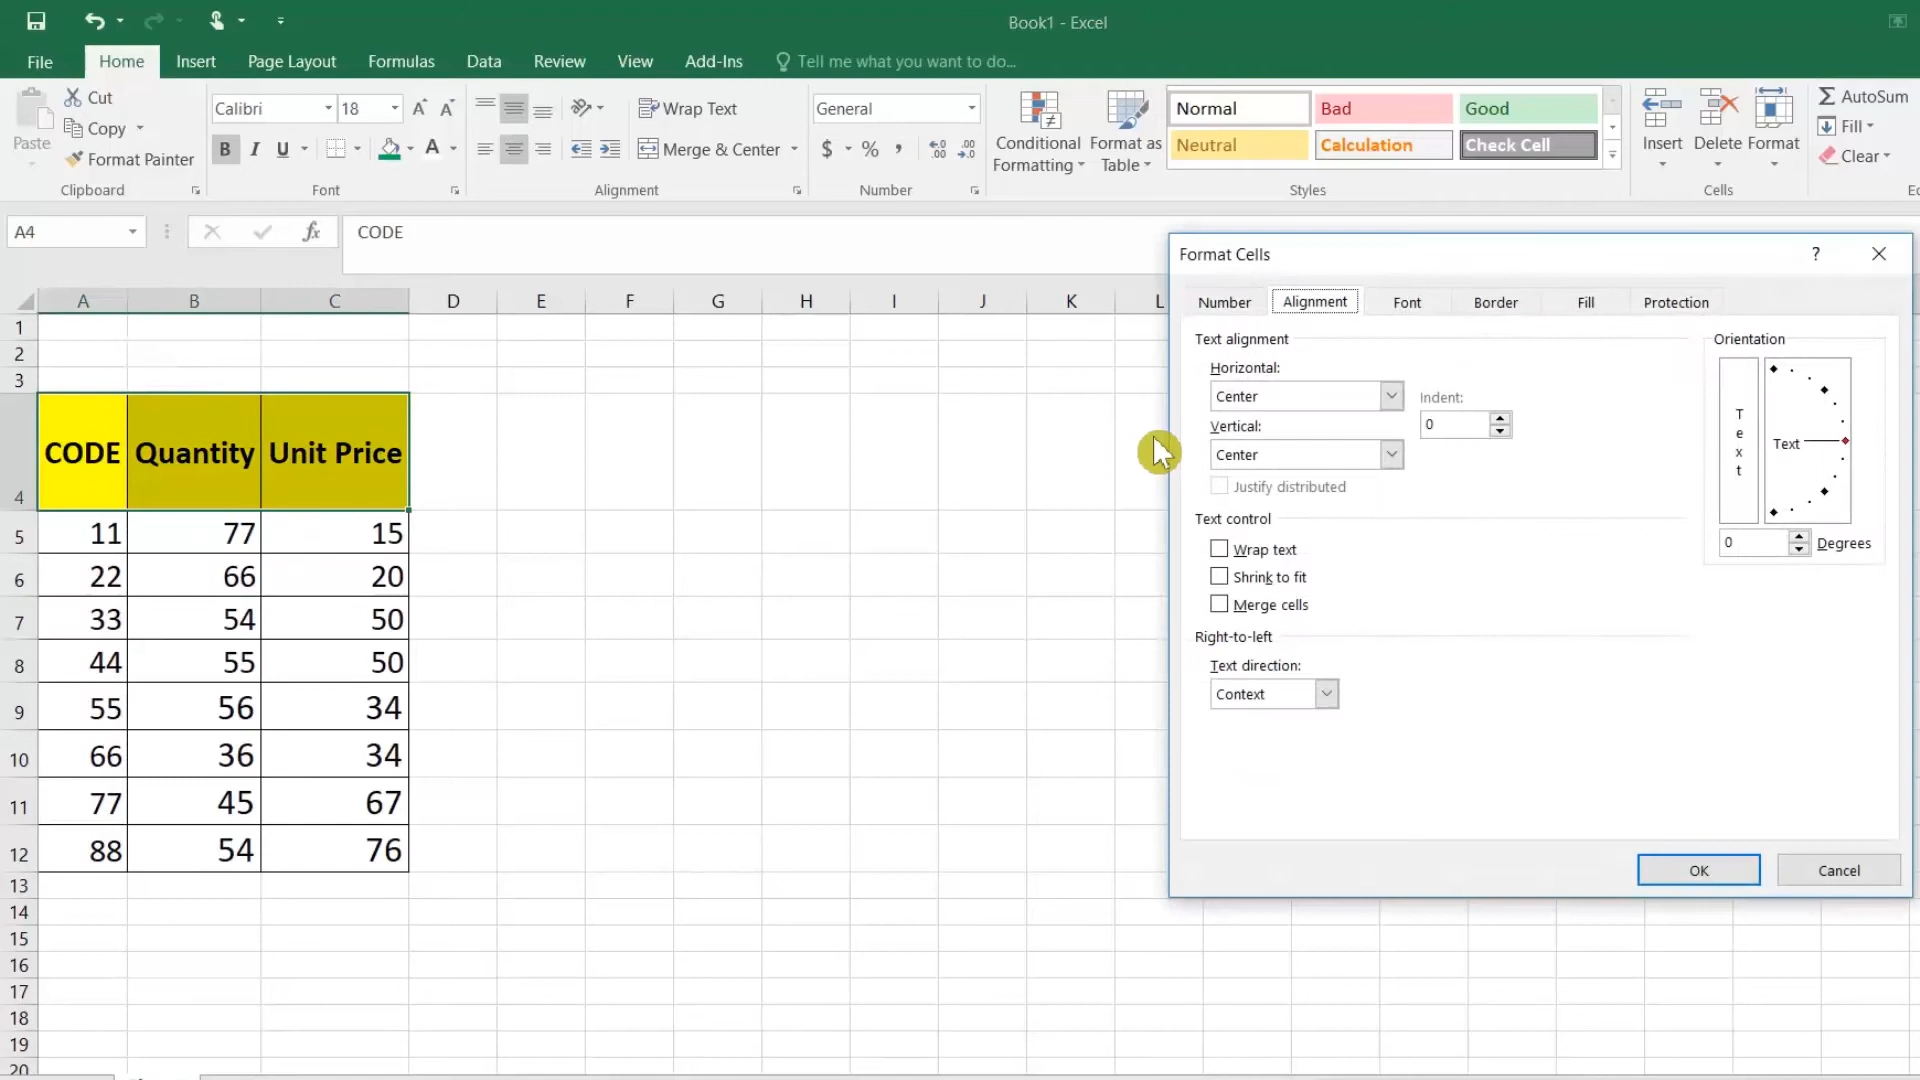 Book1 - Excel
File Home Insert Page Layout Formulas Data Review View Add-Ins Tell me what you want to do...
Paste
Cut
Copy
Format Painter
Clipboard
Calibri 18
B I U
Font
Wrap Text
Merge & Center
Alignment
General
$ % ,
Number
Conditional Formatting
Format as Table
Normal Bad Good
Neutral Calculation Check Cell
Styles
Insert Delete Format
Cells
AutoSum
Fill
Clear
A4 fx CODE
A B C D E F G H I J K L
1
2
3
4 CODE Quantity Unit Price
5 11 77 15
6 22 66 20
7 33 54 50
8 44 55 50
9 55 56 34
10 66 36 34
11 77 45 67
12 88 54 76
13
14
15
16
17
18
19
20
Format Cells ?
Number Alignment Font Border Fill Protection
Text alignment
Horizontal:
Center
Indent:
0
Vertical:
Center
Justify distributed
Text control
Wrap text
Shrink to fit
Merge cells
Right-to-left
Text direction:
Context
Orientation
T
e
x
t
Text
0 Degrees
OK Cancel